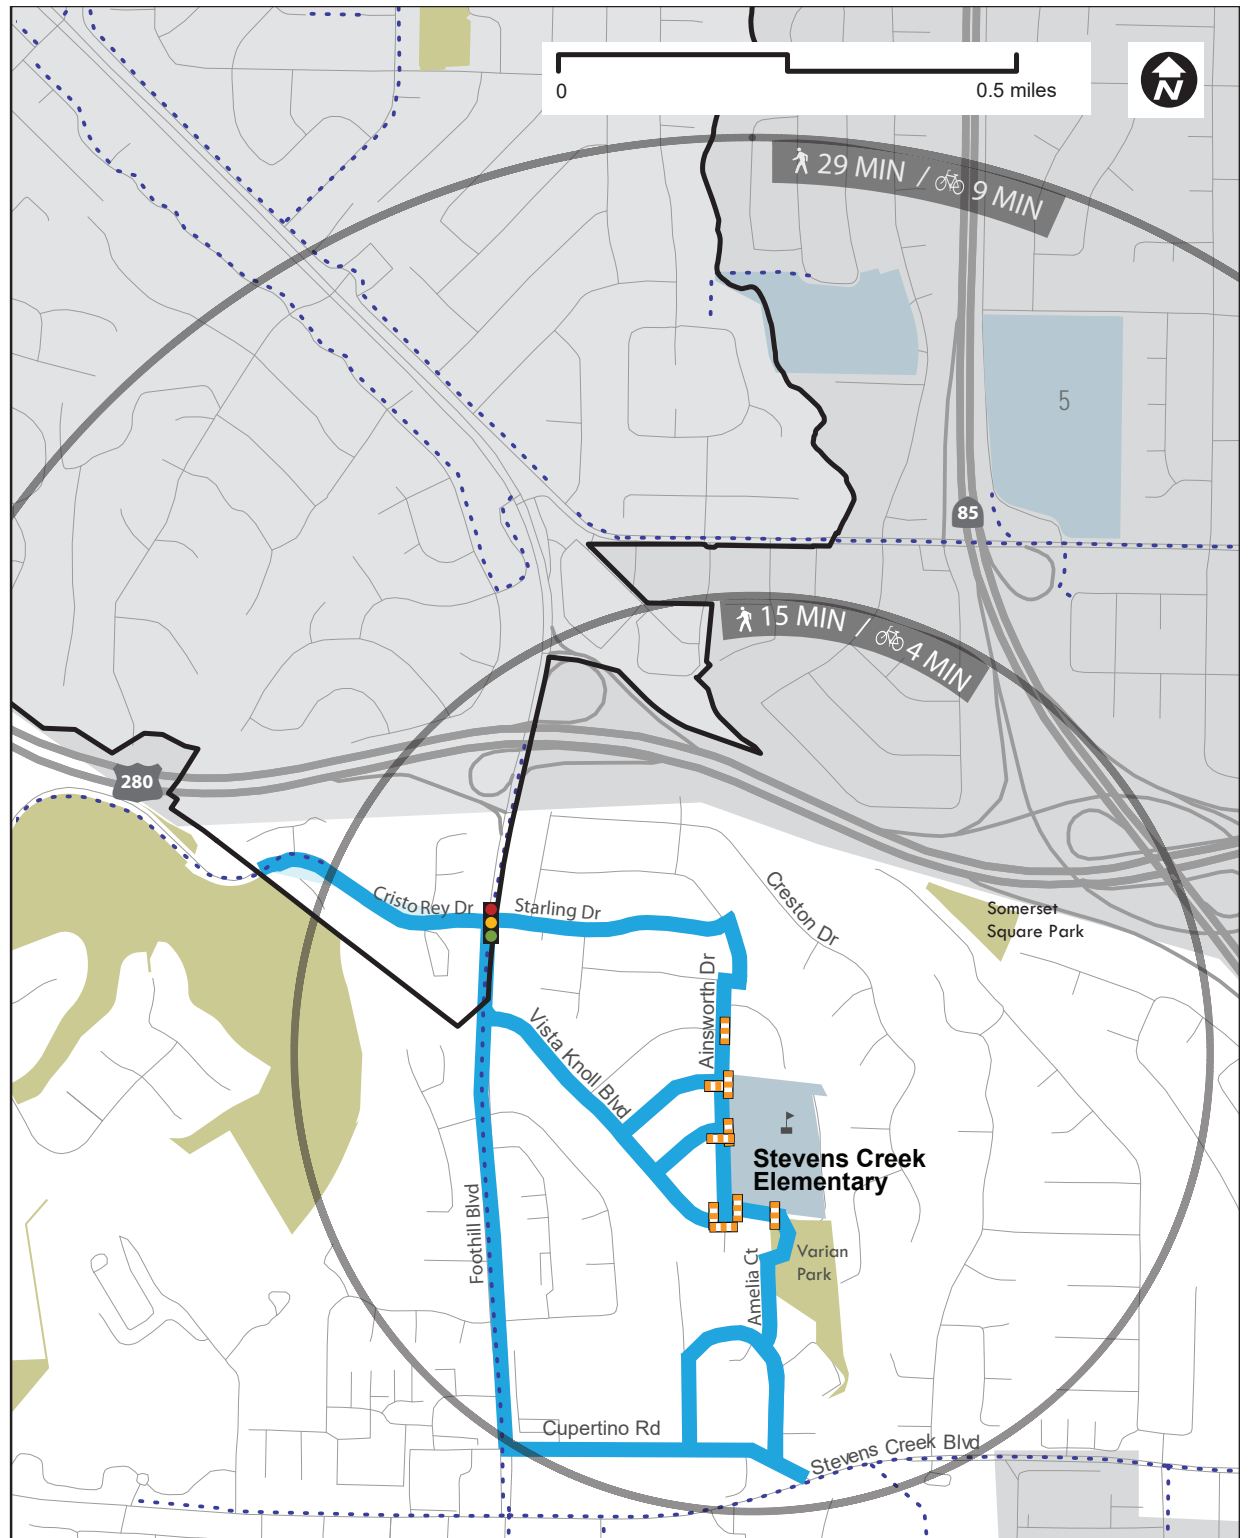 0
0.5 miles
N
29 MIN / 9 MIN
5
85
15 MIN / 4 MIN
280
Creston Dr
Cristo Rey Dr
Starling Dr
Somerset
Square Park
Ainsworth Dr
Vista Knoll Blvd
Stevens Creek
Elementary
Foothill Blvd
Varian
Park
Amelia Ct
Cupertino Rd
Stevens Creek Blvd